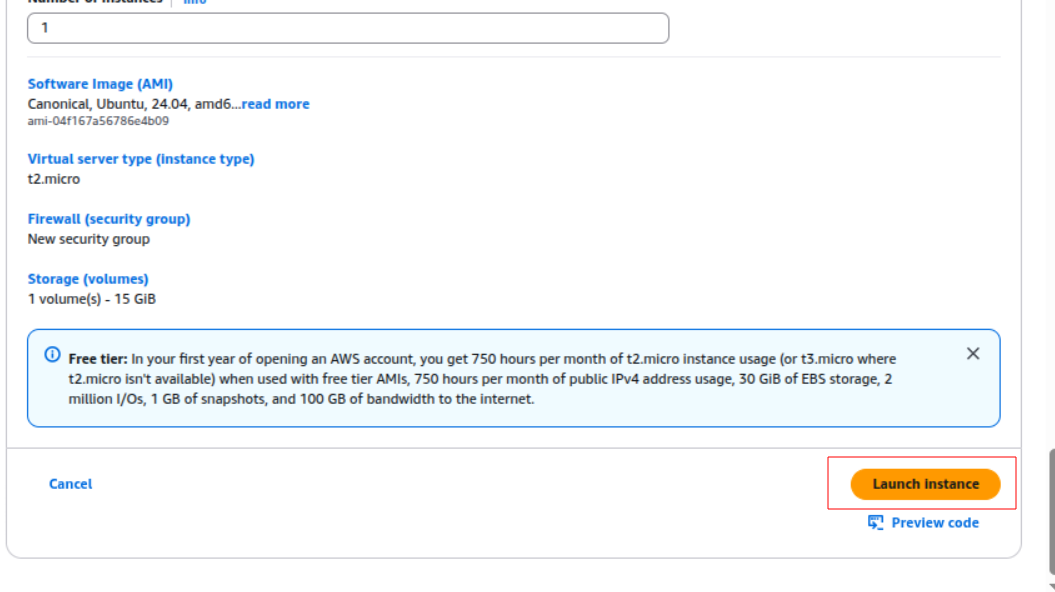 Number of Instances | Info
1
Software Image (AMI)
Canonical, Ubuntu, 24.04, amd6...read more
ami-04f167a56786e4b09
Virtual server type (instance type)
t2.micro
Firewall (security group)
New security group
Storage (volumes)
1 volume(s) - 15 GiB
Free tier: In your first year of opening an AWS account, you get 750 hours per month of t2.micro instance usage (or t3.micro where
t2.micro isn't available) when used with free tier AMIs, 750 hours per month of public IPv4 address usage, 30 GiB of EBS storage, 2
million I/Os, 1 GB of snapshots, and 100 GB of bandwidth to the internet.
Cancel
Launch instance
Preview code